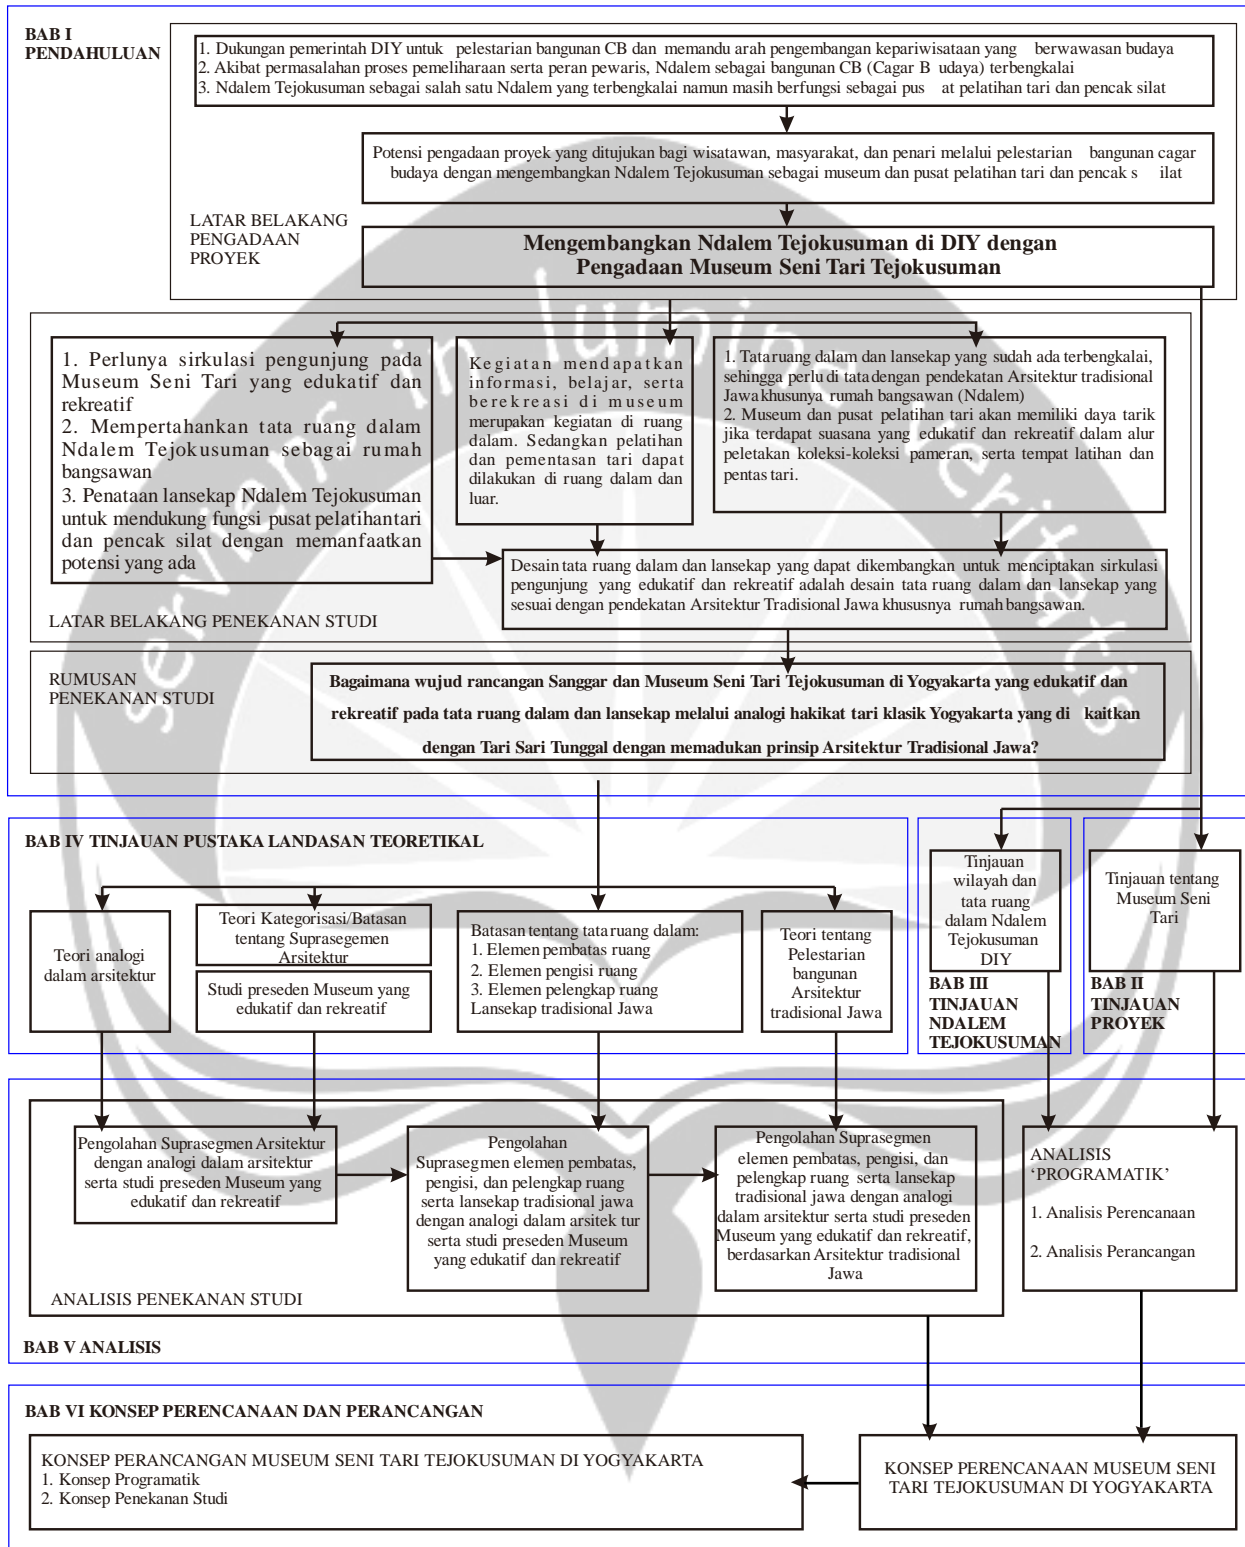 BAB I
PENDAHULUAN
1. Dukungan pemerintah DIY untuk pelestarian bangunan CB dan memandu arah pengembangan kepariwisataan yang berwawasan budaya
2. Akibat permasalahan proses pemeliharaan serta peran pewaris, Ndalem sebagai bangunan CB (Cagar B udaya) terbengkalai
3. Ndalem Tejokusuman sebagai salah satu Ndalem yang terbengkalai namun masih berfungsi sebagai pus at pelatihan tari dan pencak silat
Potensi pengadaan proyek yang ditujukan bagi wisatawan, masyarakat, dan penari melalui pelestarian bangunan cagar
budaya dengan mengembangkan Ndalem Tejokusuman sebagai museum dan pusat pelatihan tari dan pencak s ilat
LATAR BELAKANG
PENGADAAN
PROYEK
Mengembangkan Ndalem Tejokusuman di DIY dengan
Pengadaan Museum Seni Tari Tejokusuman
1. Perlunya sirkulasi pengunjung pada
Museum Seni Tari yang edukatif dan
rekreatif
2. Mempertahankan tata ruang dalam
Ndalem Tejokusuman sebagai rumah
bangsawan
3. Penataan lansekap Ndalem Tejokusuman
untuk mendukung fungsi pusat pelatihantari
dan pencak silat dengan memanfaatkan
potensi yang ada
Kegiatan mendapatkan
informasi, belajar, serta
berekreasi di museum
merupakan kegiatan di ruang
dalam. Sedangkan pelatihan
dan pementasan tari dapat
dilakukan di ruang dalam dan
luar.
1. Tata ruang dalam dan lansekap yang sudah ada terbengkalai,
sehingga perlu di tata dengan pendekatan Arsitektur tradisional
Jawa khusunya rumah bangsawan (Ndalem)
2. Museum dan pusat pelatihan tari akan memiliki daya tarik
jika terdapat suasana yang edukatif dan rekreatif dalam alur
peletakan koleksi-koleksi pameran, serta tempat latihan dan
pentas tari.
Desain tata ruang dalam dan lansekap yang dapat dikembangkan untuk menciptakan sirkulasi
pengunjung yang edukatif dan rekreatif adalah desain tata ruang dalam dan lansekap yang
sesuai dengan pendekatan Arsitektur Tradisional Jawa khususnya rumah bangsawan.
LATAR BELAKANG PENEKANAN STUDI
RUMUSAN
PENEKANAN STUDI
Bagaimana wujud rancangan Sanggar dan Museum Seni Tari Tejokusuman di Yogyakarta yang edukatif dan
rekreatif pada tata ruang dalam dan lansekap melalui analogi hakikat tari klasik Yogyakarta yang di kaitkan
dengan Tari Sari Tunggal dengan memadukan prinsip Arsitektur Tradisional Jawa?
serviens in lumine veritatis
BAB IV TINJAUAN PUSTAKA LANDASAN TEORETIKAL
Teori analogi
dalam arsitektur
Teori Kategorisasi/Batasan
tentang Suprasegemen
Arsitektur
Studi preseden Museum yang
edukatif dan rekreatif
Batasan tentang tata ruang dalam:
1. Elemen pembatas ruang
2. Elemen pengisi ruang
3. Elemen pelengkap ruang
Lansekap tradisional Jawa
Teori tentang
Pelestarian
bangunan
Arsitektur
tradisional Jawa
Tinjauan
wilayah dan
tata ruang
dalam Ndalem
Tejokusuman
DIY
BAB III
TINJAUAN
NDALEM
TEJOKUSUMAN
Tinjauan tentang
Museum Seni
Tari
BAB II
TINJAUAN
PROYEK
Pengolahan Suprasegmen Arsitektur
dengan analogi dalam arsitektur
serta studi preseden Museum yang
edukatif dan rekreatif
Pengolahan
Suprasegmen elemen pembatas,
pengisi, dan pelengkap ruang
serta lansekap tradisional jawa
dengan analogi dalam arsitek tur
serta studi preseden Museum
yang edukatif dan rekreatif
Pengolahan Suprasegmen
elemen pembatas, pengisi, dan
pelengkap ruang serta lansekap
tradisional jawa dengan analogi
dalam arsitektur serta studi preseden
Museum yang edukatif dan rekreatif,
berdasarkan Arsitektur tradisional
Jawa
ANALISIS
‘PROGRAMATIK’
1. Analisis Perencanaan
2. Analisis Perancangan
ANALISIS PENEKANAN STUDI
BAB V ANALISIS
BAB VI KONSEP PERENCANAAN DAN PERANCANGAN
KONSEP PERANCANGAN MUSEUM SENI TARI TEJOKUSUMAN DI YOGYAKARTA
1. Konsep Programatik
2. Konsep Penekanan Studi
KONSEP PERENCANAAN MUSEUM SENI
TARI TEJOKUSUMAN DI YOGYAKARTA